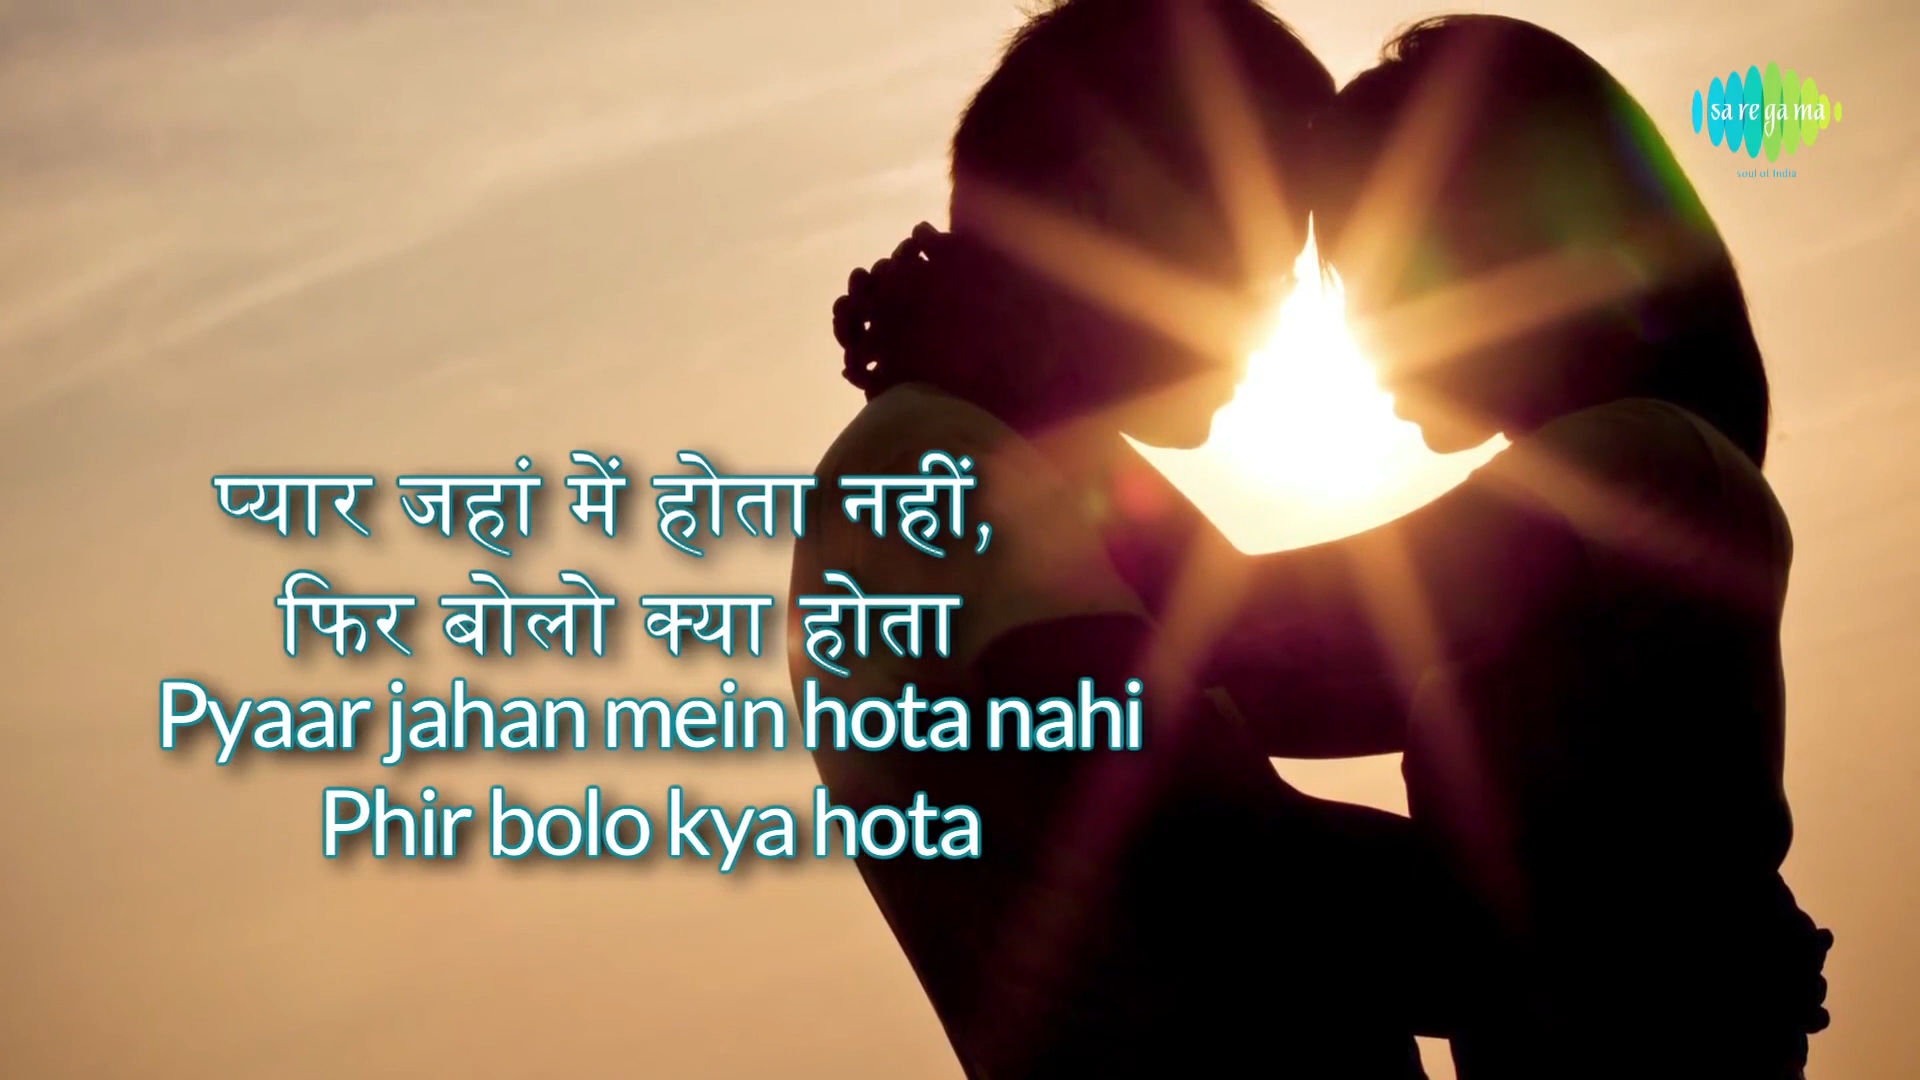 sa re ga ma
soul of India
प्यार जहां में होता नहीं,
फिर बोलो क्या होता
Pyaar jahan mein hota nahi
Phir bolo kya hota